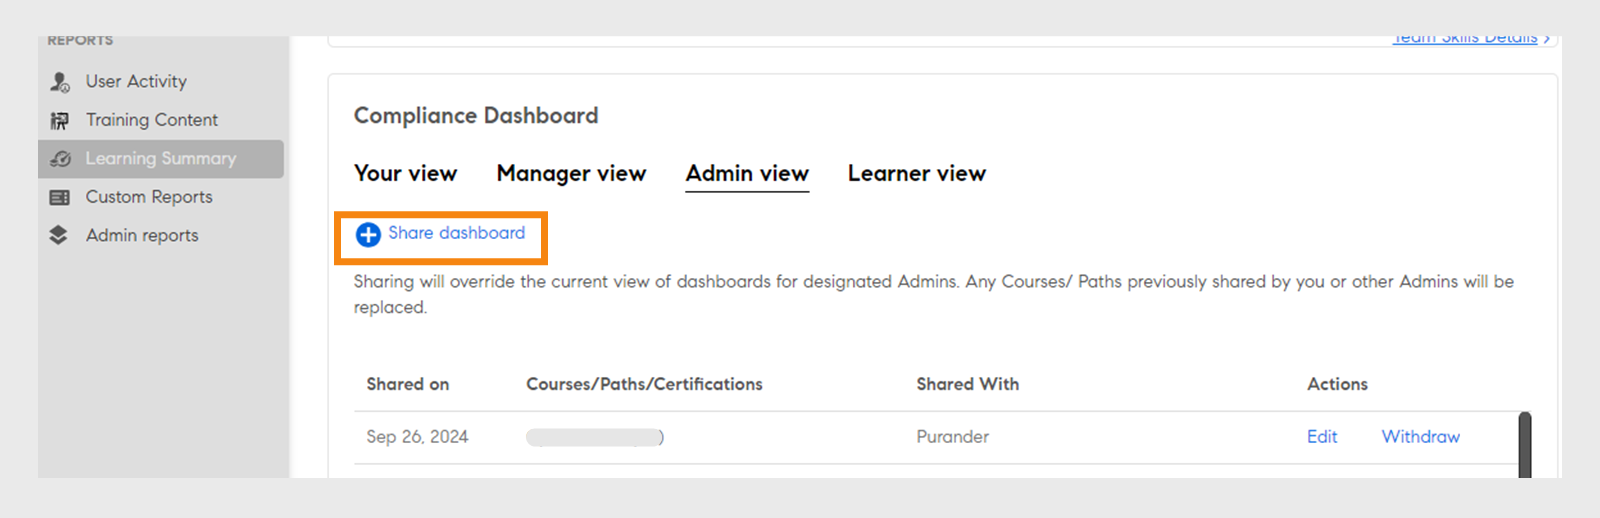 REPORTS
User Activity
Training Content
Learning Summary
Custom Reports
Admin reports
Team Skills Details >
Compliance Dashboard
Your view Manager view Admin view Learner view
Share dashboard
Sharing will override the current view of dashboards for designated Admins. Any Courses/ Paths previously shared by you or other Admins will be
replaced.
Shared on Courses/Paths/Certifications Shared With Actions
Sep 26, 2024 ) Purander Edit Withdraw